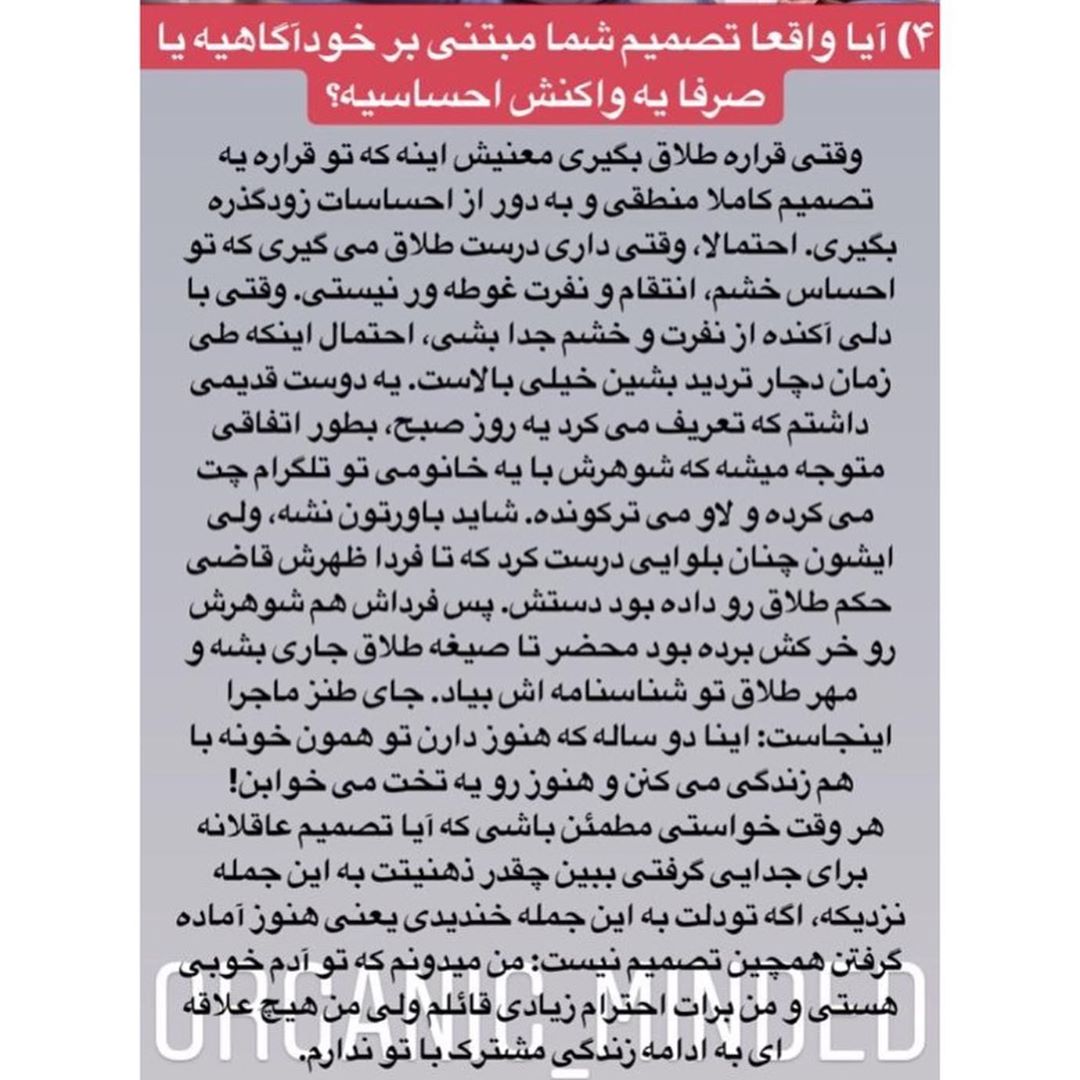 ۴) آیا واقعا تصمیم شما مبتنی بر خودآگاهیه یا
صرفا یه واکنش احساسیه؟
وقتی قراره طلاق بگیری معنیش اینه که تو قراره یه
تصمیم کاملا منطقی و به دور از احساسات زودگذره
بگیری. احتمالا، وقتی داری درست طلاق می گیری که تو
احساس خشم، انتقام و نفرت غوطه ور نیستی. وقتی با
دلی آکنده از نفرت و خشم جدا بشی، احتمال اینکه طی
زمان دچار تردید بشین خیلی بالاست. یه دوست قدیمی
داشتم که تعریف می کرد یه روز صبح، بطور اتفاقی
متوجه میشه که شوهرش با یه خانومی تو تلگرام چت
می کرده و لاو می ترکونده. شاید باورتون نشه، ولی
ایشون چنان بلوایی درست کرد که تا فردا ظهرش قاضی
حکم طلاق رو داده بود دستش. پس فرداش هم شوهرش
رو خر کش برده بود محضر تا صیغه طلاق جاری بشه و
مهر طلاق تو شناسنامه اش بیاد. جای طنز ماجرا
اینجاست: اینا دو ساله که هنوز دارن تو همون خونه با
هم زندگی می کنن و هنوز رو یه تخت می خوابن!
هر وقت خواستی مطمئن باشی که آیا تصمیم عاقلانه
برای جدایی گرفتی ببین چقدر ذهنیتت به این جمله
نزدیکه، اگه تودلت به این جمله خندیدی یعنی هنوز آماده
گرفتن همچین تصمیم نیست: من میدونم که تو آدم خوبی
هستی و من برات احترام زیادی قائلم ولی من هیچ علاقه
ای به ادامه زندگی مشترک با تو ندارم.
ORGANIC_MINDED